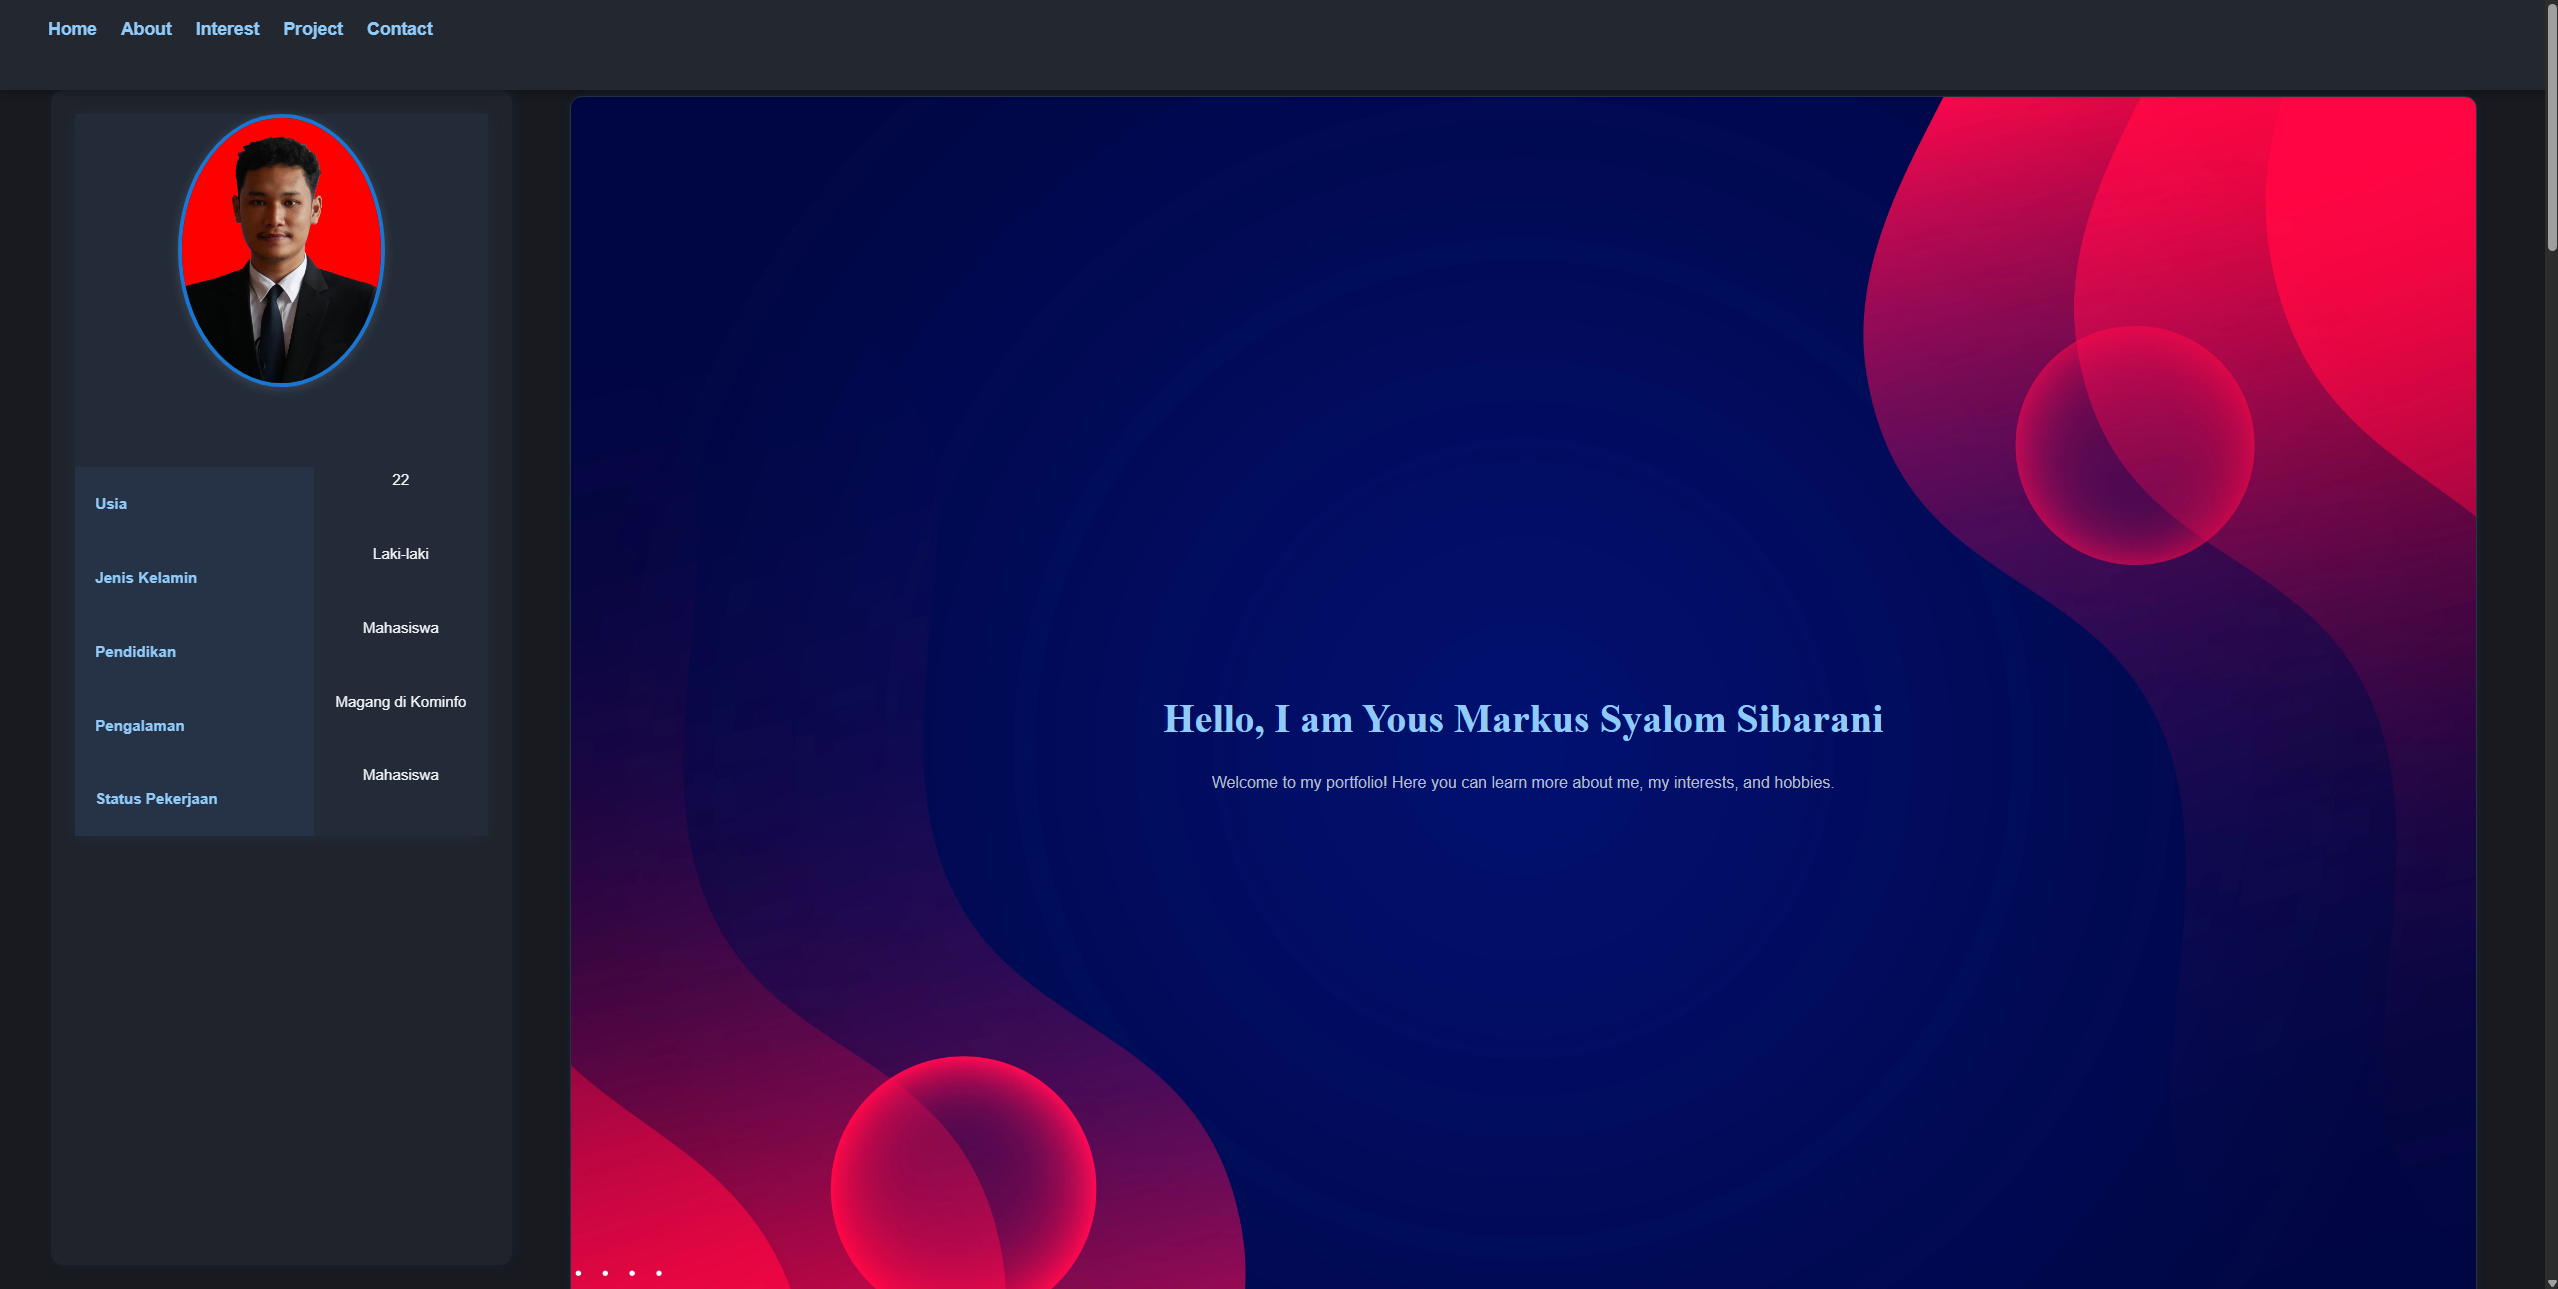 Home About Interest Project Contact
Usia
22
Jenis Kelamin
Laki-laki
Pendidikan
Mahasiswa
Pengalaman
Magang di Kominfo
Status Pekerjaan
Mahasiswa
Hello, I am Yous Markus Syalom Sibarani
Welcome to my portfolio! Here you can learn more about me, my interests, and hobbies.